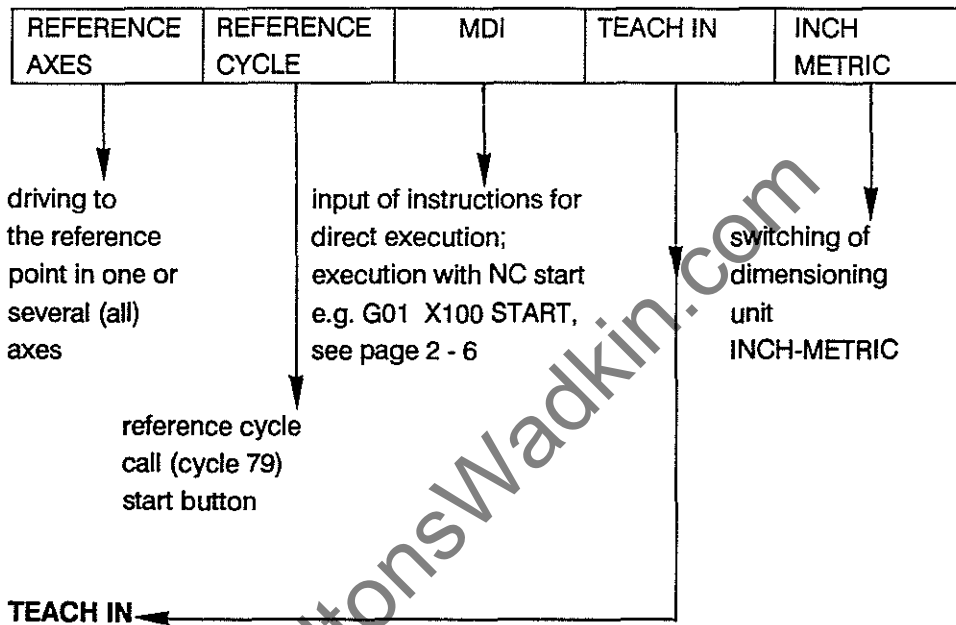 REFERENCE AXES
REFERENCE CYCLE
MDI
TEACH IN
INCH METRIC
driving to
the reference
point in one or
several (all)
axes
input of instructions for
direct execution;
execution with NC start
e.g. G01 X100 START,
see page 2 - 6
switching of
dimensioning
unit
INCH-METRIC
reference cycle
call (cycle 79)
start button
TEACH IN
ltonsWadkin.com